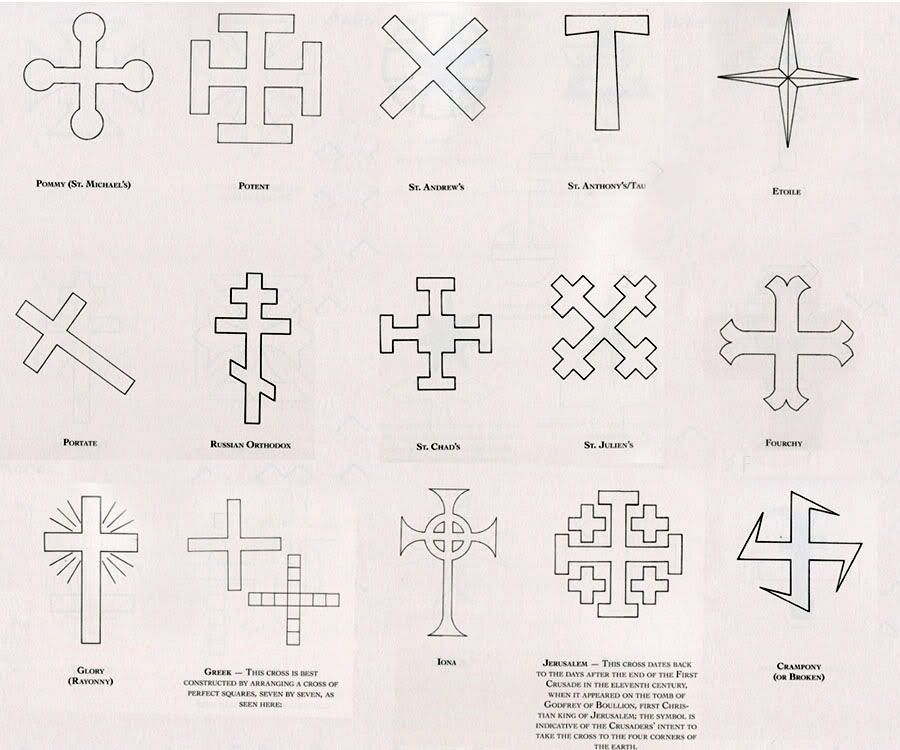 Pommy (St. Michael's)
Potent
St. Andrew's
St. Anthony's/Tau
Etoile
Portate
Russian Orthodox
St. Chad's
St. Julien's
Fourchy
Glory
(Rayonny)
Greek — This cross is best
constructed by arranging a cross of
perfect squares, seven by seven, as
seen here:
Iona
Jerusalem — This cross dates back
to the days after the end of the First
Crusade in the eleventh century,
when it appeared on the tomb of
Godfrey of Boullion, first Chris-
tian king of Jerusalem; the symbol is
indicative of the Crusaders' intent to
take the cross to the four corners of
the earth.
Crampony
(or Broken)